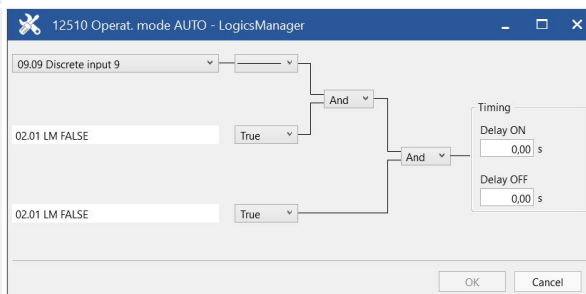 12510 Operat. mode AUTO - LogicsManager
09.09 Discrete input 9
And
Timing
Delay ON
0,00 s
02.01 LM FALSE True
And
Delay OFF
0,00 s
02.01 LM FALSE True
OK Cancel